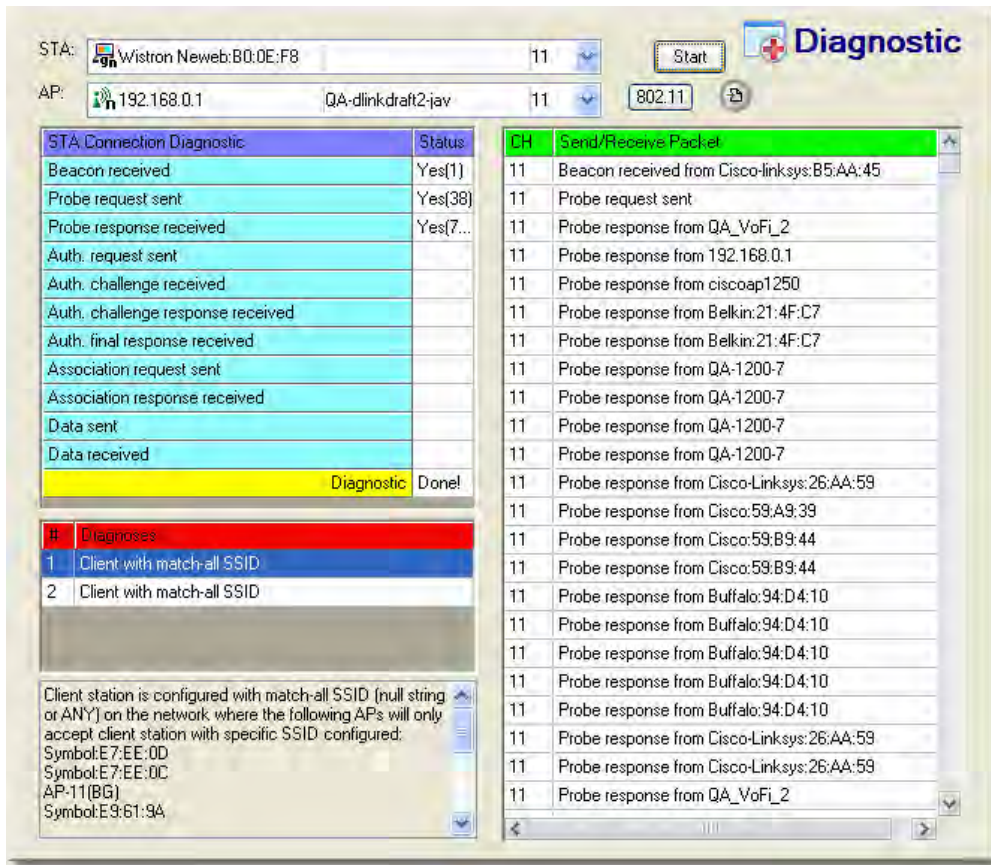 STA: Wistron Neweb:B0:0E:F8 11 Start Diagnostic
AP: 192.168.0.1 QA-dlinkdraft2-jav 11 802.11
STA Connection Diagnostic Status
Beacon received Yes(1)
Probe request sent Yes(38)
Probe response received Yes(7...
Auth. request sent
Auth. challenge received
Auth. challenge response received
Auth. final response received
Association request sent
Association response received
Data sent
Data received
Diagnostic Done!
# Diagnoses
1 Client with match-all SSID
2 Client with match-all SSID
Client station is configured with match-all SSID (null string
or ANY) on the network where the following APs will only
accept client station with specific SSID configured:
Symbol:E7:EE:0D
Symbol:E7:EE:0C
AP-11(BG)
Symbol:E9:61:9A
CH Send/Receive Packet
11 Beacon received from Cisco-linksys:B5:AA:45
11 Probe request sent
11 Probe response from QA_VoFi_2
11 Probe response from 192.168.0.1
11 Probe response from ciscoap1250
11 Probe response from Belkin:21:4F:C7
11 Probe response from Belkin:21:4F:C7
11 Probe response from QA-1200-7
11 Probe response from QA-1200-7
11 Probe response from QA-1200-7
11 Probe response from QA-1200-7
11 Probe response from Cisco-Linksys:26:AA:59
11 Probe response from Cisco:59:A9:39
11 Probe response from Cisco:59:B9:44
11 Probe response from Cisco:59:B9:44
11 Probe response from Buffalo:94:D4:10
11 Probe response from Buffalo:94:D4:10
11 Probe response from Buffalo:94:D4:10
11 Probe response from Buffalo:94:D4:10
11 Probe response from Buffalo:94:D4:10
11 Probe response from Cisco-Linksys:26:AA:59
11 Probe response from Cisco-Linksys:26:AA:59
11 Probe response from QA_VoFi_2